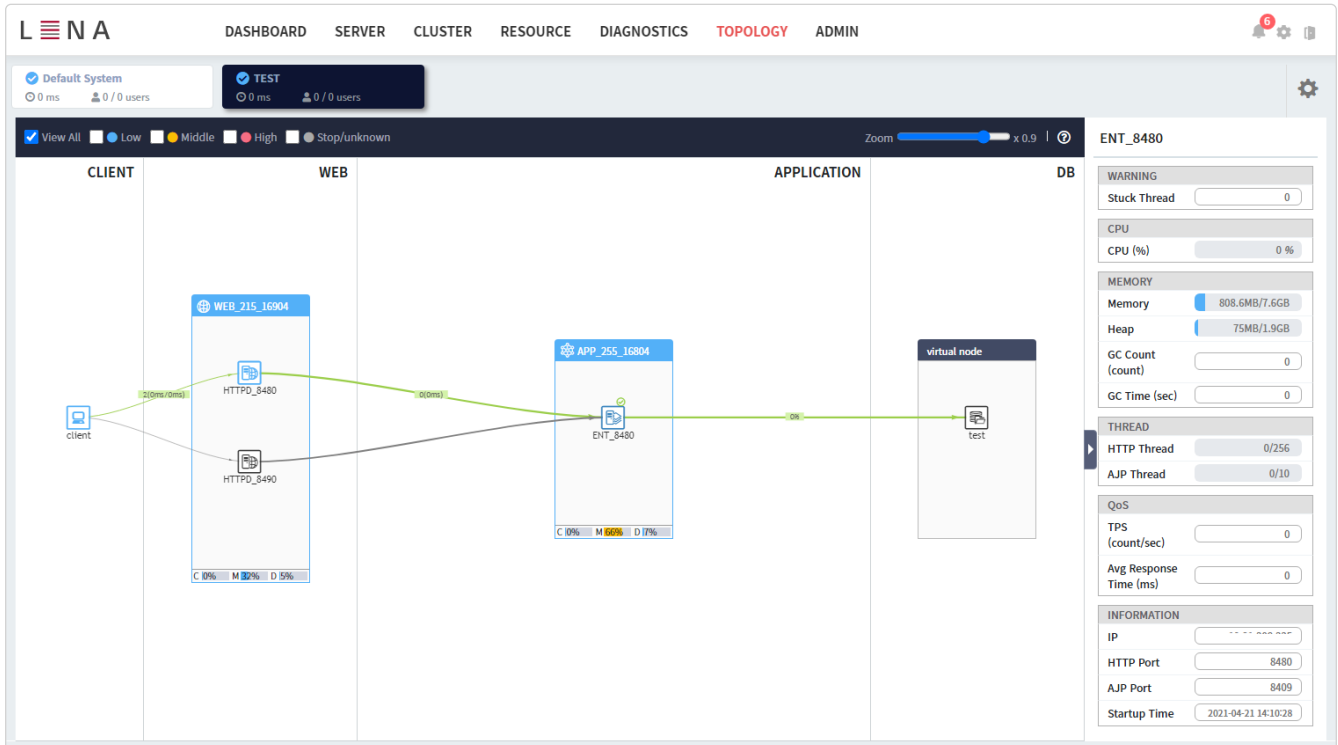 LENA
DASHBOARD SERVER CLUSTER RESOURCE DIAGNOSTICS TOPOLOGY ADMIN
6
Default System
0 ms 0 / 0 users
TEST
0 ms 0 / 0 users
View All Low Middle High Stop/unknown
Zoom x 0.9
CLIENT WEB APPLICATION DB
WEB_215_16904
HTTPD_8480
HTTPD_8490
C 0% M 32% D 5%
2(0ms/0ms)
client
0(0ms)
APP_255_16804
ENT_8480
C 0% M 66% D 7%
virtual node
test
ENT_8480
WARNING
Stuck Thread 0
CPU
CPU (%) 0 %
MEMORY
Memory 808.6MB/7.6GB
Heap 75MB/1.9GB
GC Count
(count) 0
GC Time (sec) 0
THREAD
HTTP Thread 0/256
AJP Thread 0/10
QoS
TPS
(count/sec) 0
Avg Response
Time (ms) 0
INFORMATION
IP
HTTP Port 8480
AJP Port 8409
Startup Time 2021-04-21 14:10:28